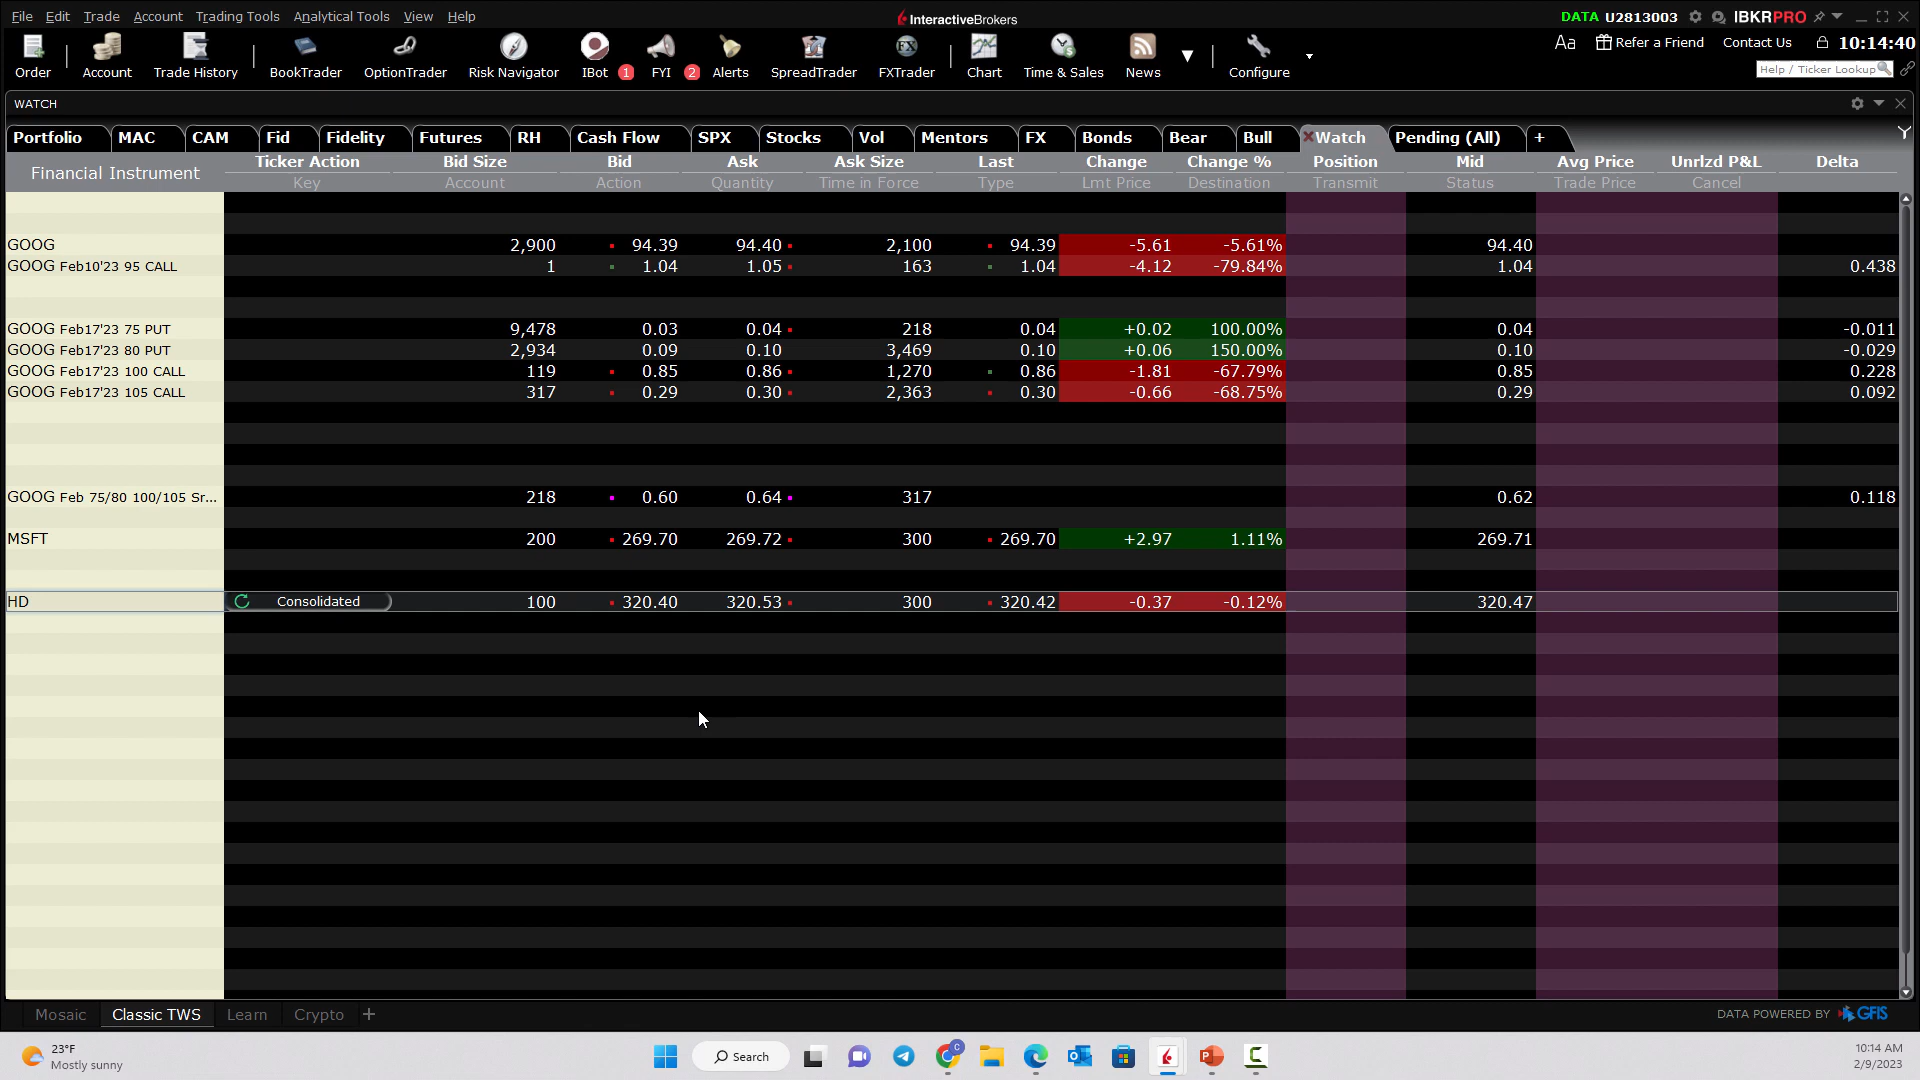 File Edit Trade Account Trading Tools Analytical Tools View Help
InteractiveBrokers
DATA U2813003 IBKRPRO
Order Account Trade History BookTrader OptionTrader Risk Navigator IBot 1 FYI 2 Alerts SpreadTrader FXTrader Chart Time & Sales News Configure
Aa Refer a Friend Contact Us 10:14:40
Help / Ticker Lookup
WATCH
Portfolio MAC CAM Fid Fidelity Futures RH Cash Flow SPX Stocks Vol Mentors FX Bonds Bear Bull Watch Pending (All) +
Financial Instrument
Ticker Action Bid Size Bid Ask Ask Size Last Change Change % Position Mid Avg Price Unrlzd P&L Delta
Key Account Action Quantity Time in Force Type Lmt Price Destination Transmit Status Trade Price Cancel
GOOG 2,900 94.39 94.40 2,100 94.39 -5.61 -5.61% 94.40
GOOG Feb10'23 95 CALL 1 1.04 1.05 163 1.04 -4.12 -79.84% 1.04 0.438
GOOG Feb17'23 75 PUT 9,478 0.03 0.04 218 0.04 +0.02 100.00% 0.04 -0.011
GOOG Feb17'23 80 PUT 2,934 0.09 0.10 3,469 0.10 +0.06 150.00% 0.10 -0.029
GOOG Feb17'23 100 CALL 119 0.85 0.86 1,270 0.86 -1.81 -67.79% 0.85 0.228
GOOG Feb17'23 105 CALL 317 0.29 0.30 2,363 0.30 -0.66 -68.75% 0.29 0.092
GOOG Feb 75/80 100/105 Sr... 218 0.60 0.64 317 0.62 0.118
MSFT 200 269.70 269.72 300 269.70 +2.97 1.11% 269.71
HD Consolidated 100 320.40 320.53 300 320.42 -0.37 -0.12% 320.47
Mosaic Classic TWS Learn Crypto +
DATA POWERED BY GFIS
23°F
Mostly sunny
Search
10:14 AM
2/9/2023